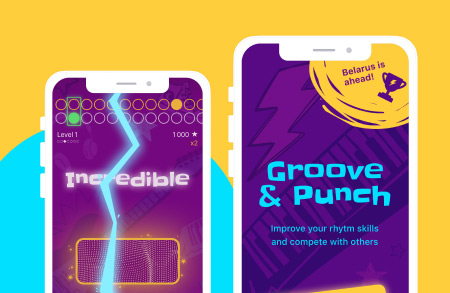 Level 1
1000 ★
x2
Incredible
Belarus is
ahead!
Groove
& Punch
Improve your rhytm skills
and compete with others